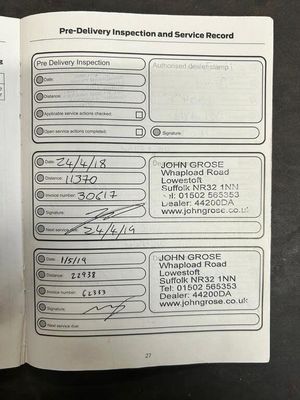 Pre-Delivery Inspection and Service Record
Pre Delivery Inspection
Authorised dealer stamp
Date:
Distance:
Applicable service actions checked:
Open service actions completed:
Signature:
Date: 24/4/18
Distance: 11370
Invoice number: 30617
Signature:
Next service due: 24/4/19
JOHN GROSE
Whapload Road
Lowestoft
Suffolk NR32 1NN
Tel: 01502 565353
Dealer: 44200DA
www.johngrose.co.uk
Date: 1/5/19
Distance: 22938
Invoice number: 62333
Signature:
Next service due:
JOHN GROSE
Whapload Road
Lowestoft
Suffolk NR32 1NN
Tel: 01502 565353
Dealer: 44200DA
www.johngrose.co.uk
27